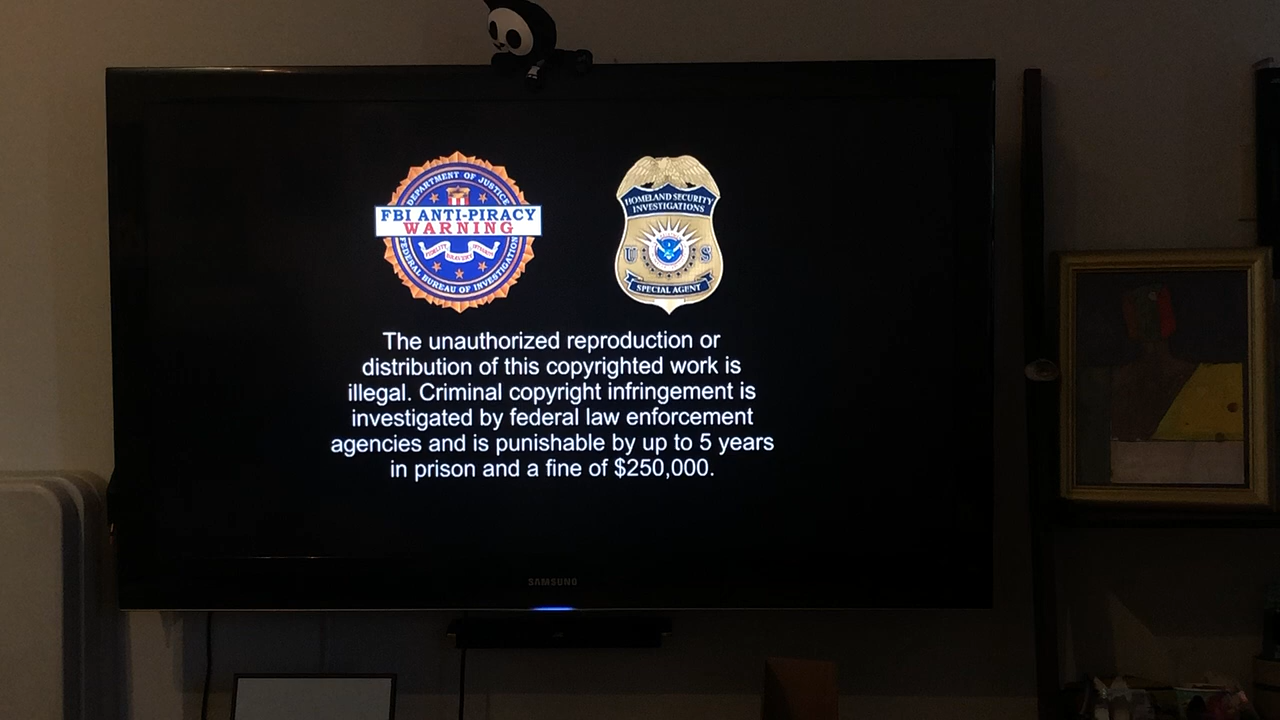 DEPARTMENT OF JUSTICE
FBI ANTI-PIRACY
WARNING
FIDELITY BRAVERY INTEGRITY
FEDERAL BUREAU OF INVESTIGATION
HOMELAND SECURITY
INVESTIGATIONS
U S
SPECIAL AGENT
The unauthorized reproduction or
distribution of this copyrighted work is
illegal. Criminal copyright infringement is
investigated by federal law enforcement
agencies and is punishable by up to 5 years
in prison and a fine of $250,000.
SAMSUNG